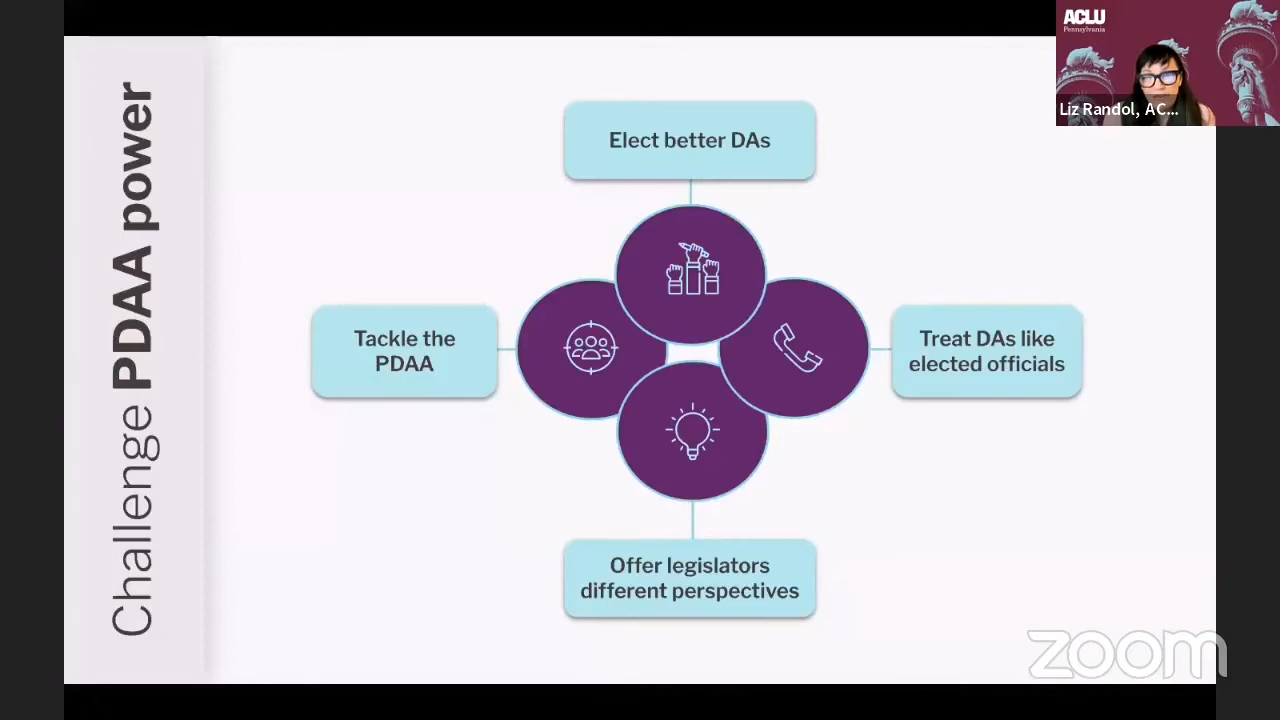 Challenge PDAA power
Elect better DAs
Tackle the
PDAA
Treat DAs like
elected officials
Offer legislators
different perspectives
ACLU
Pennsylvania
Liz Randol, AC...
zoom